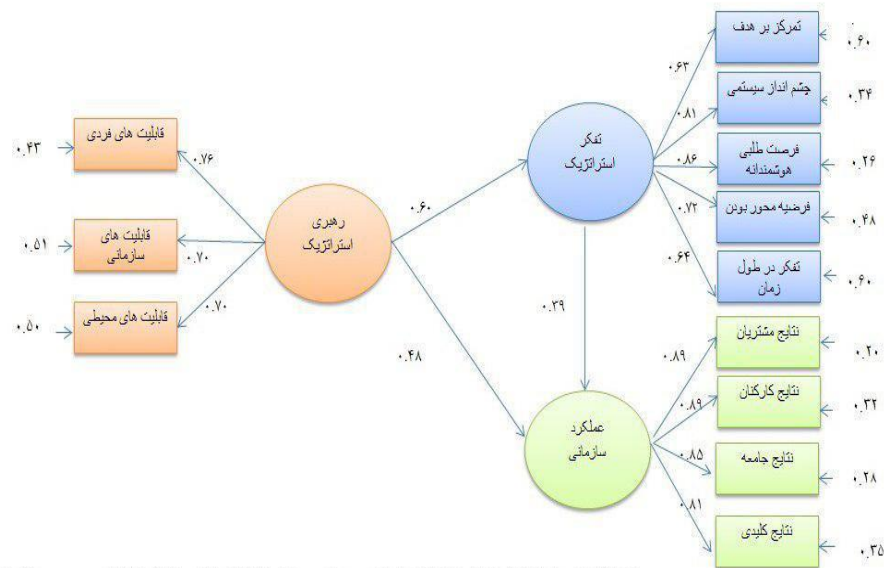 قابلیت های فردی
۰.۴۳
۰.۷۶
قابلیت های
سازمانی
۰.۵۱
۰.۷۰
قابلیت های محیطی
۰.۵۰
۰.۷۰
رهبری
استراتژیک
۰.۶۰
۰.۴۸
تفکر
استراتژیک
۰.۳۹
عملکرد
سازمانی
۰.۶۳
تمرکز بر هدف
۰.۶۰
۰.۸۱
چشم انداز سیستمی
۰.۳۴
۰.۸۶
فرصت طلبی
هوشمندانه
۰.۲۶
۰.۷۲
فرضیه محور بودن
۰.۴۸
۰.۶۴
تفکر در طول
زمان
۰.۶۰
۰.۸۹
نتایج مشتریان
۰.۲۰
۰.۸۹
نتایج کارکنان
۰.۳۲
۰.۸۵
نتایج جامعه
۰.۲۸
۰.۸۱
نتایج کلیدی
۰.۳۵